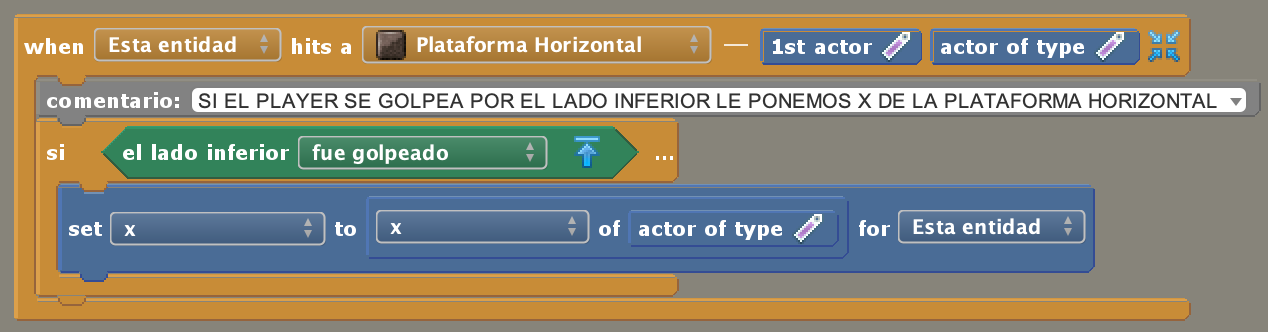 when Esta entidad hits a Plataforma Horizontal — 1st actor actor of type
comentario: SI EL PLAYER SE GOLPEA POR EL LADO INFERIOR LE PONEMOS X DE LA PLATAFORMA HORIZONTAL
si el lado inferior fue golpeado ...
set x to x of actor of type for Esta entidad